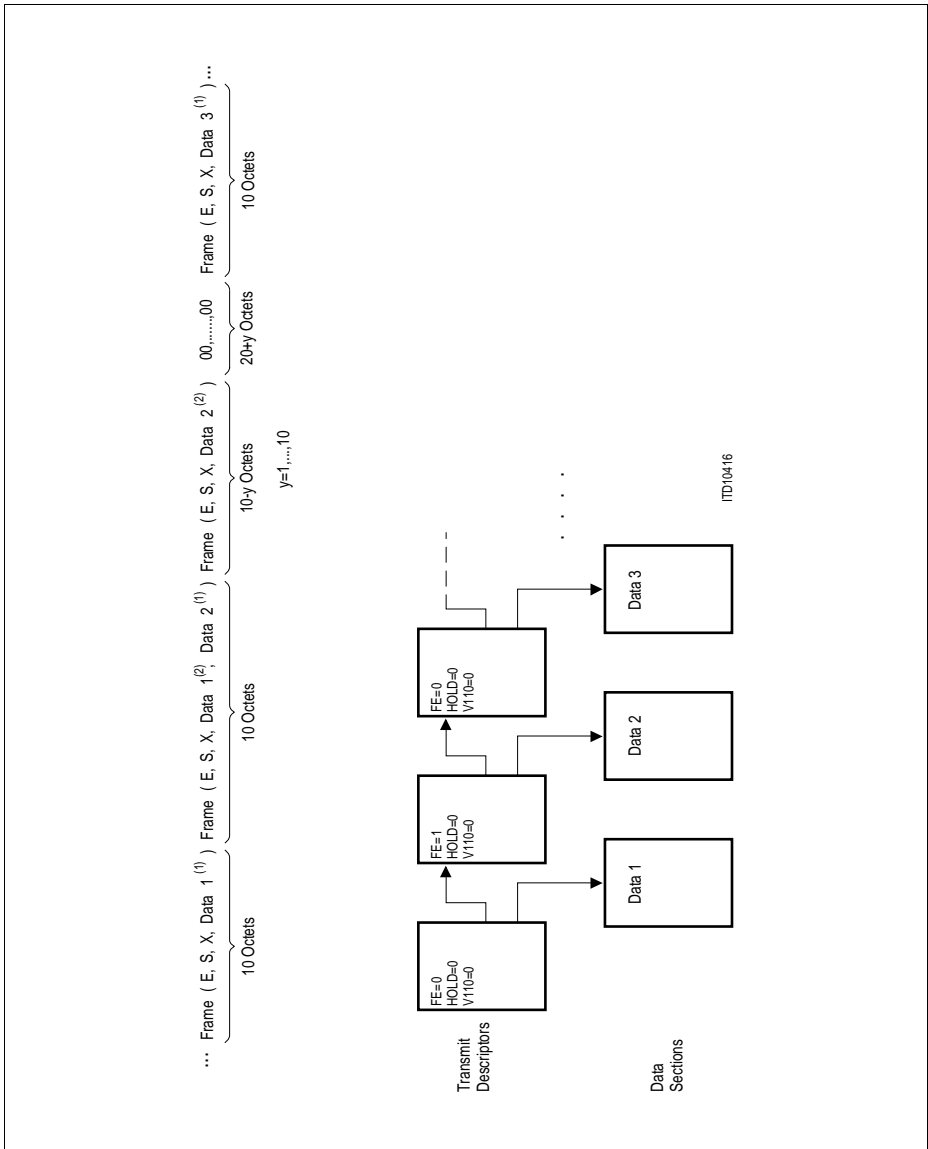 ... Frame ( E, S, X, Data 1 (1) ) Frame ( E, S, X, Data 1(2), Data 2 (1) ) Frame ( E, S, X, Data 2 (2) ) 00,......,00 Frame ( E, S, X, Data 3 (1) ) ...
10 Octets 10 Octets 10-y Octets 20+y Octets 10 Octets
y=1,...,10
Transmit
Descriptors
FE=0
HOLD=0
V110=0
FE=1
HOLD=0
V110=0
FE=0
HOLD=0
V110=0
Data
Sections
Data 1
Data 2
Data 3
ITD10416